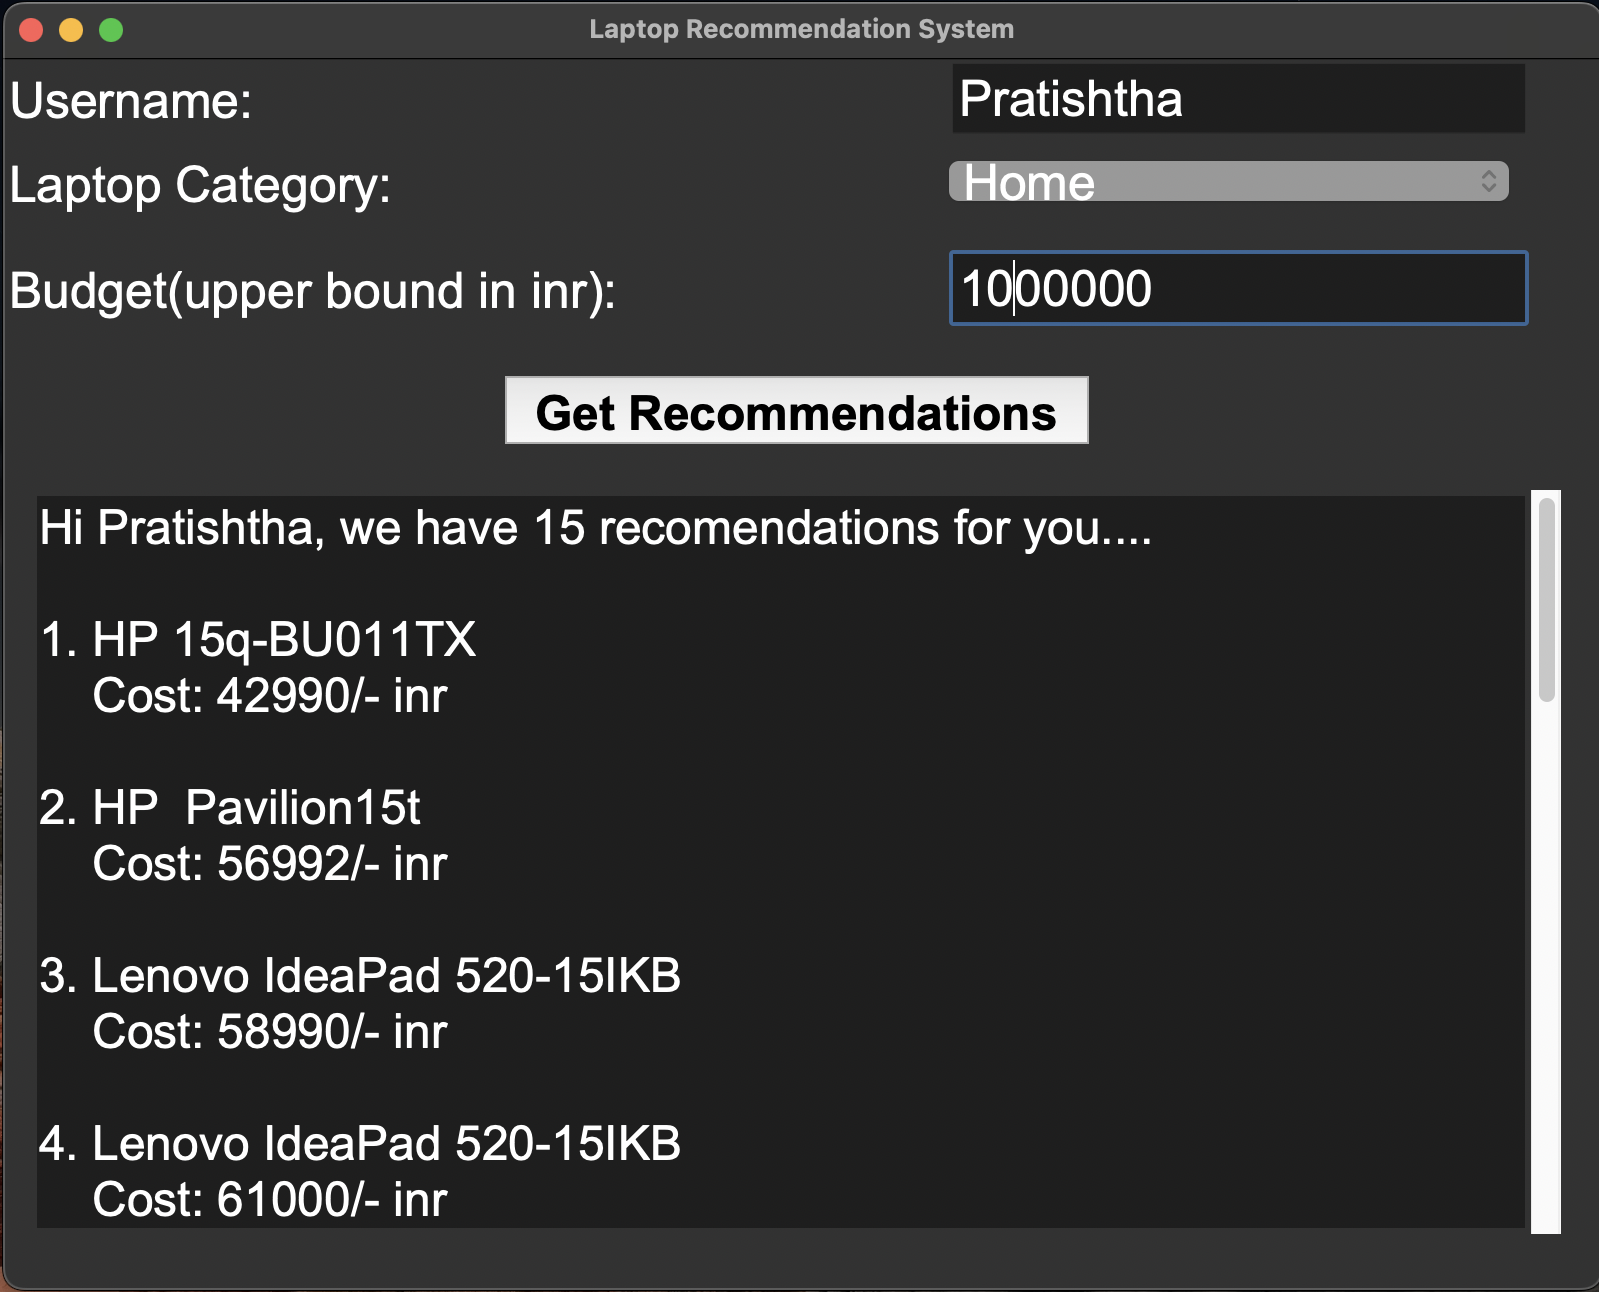 Laptop Recommendation System
Username: Pratishtha
Laptop Category: Home
Budget(upper bound in inr): 1000000
Get Recommendations
Hi Pratishtha, we have 15 recomendations for you....
1. HP 15q-BU011TX
Cost: 42990/- inr
2. HP  Pavilion15t
Cost: 56992/- inr
3. Lenovo IdeaPad 520-15IKB
Cost: 58990/- inr
4. Lenovo IdeaPad 520-15IKB
Cost: 61000/- inr